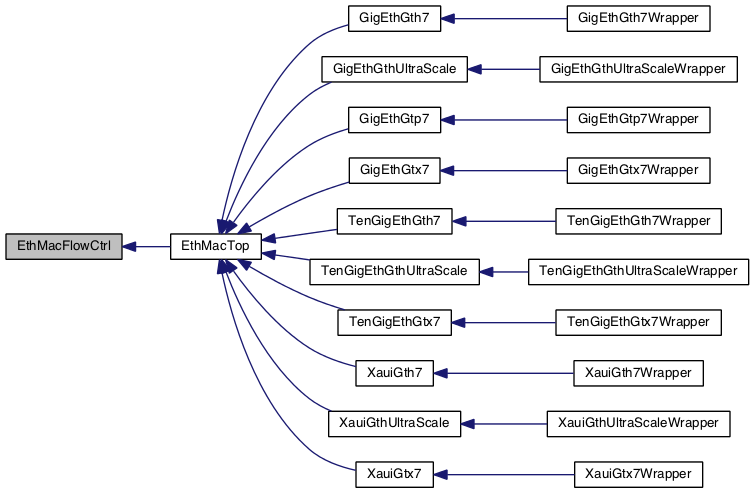 GigEthGth7
GigEthGth7Wrapper
GigEthGthUltraScale
GigEthGthUltraScaleWrapper
GigEthGtp7
GigEthGtp7Wrapper
GigEthGtx7
GigEthGtx7Wrapper
TenGigEthGth7
TenGigEthGth7Wrapper
EthMacFlowCtrl
EthMacTop
TenGigEthGthUltraScale
TenGigEthGthUltraScaleWrapper
TenGigEthGtx7
TenGigEthGtx7Wrapper
XauiGth7
XauiGth7Wrapper
XauiGthUltraScale
XauiGthUltraScaleWrapper
XauiGtx7
XauiGtx7Wrapper